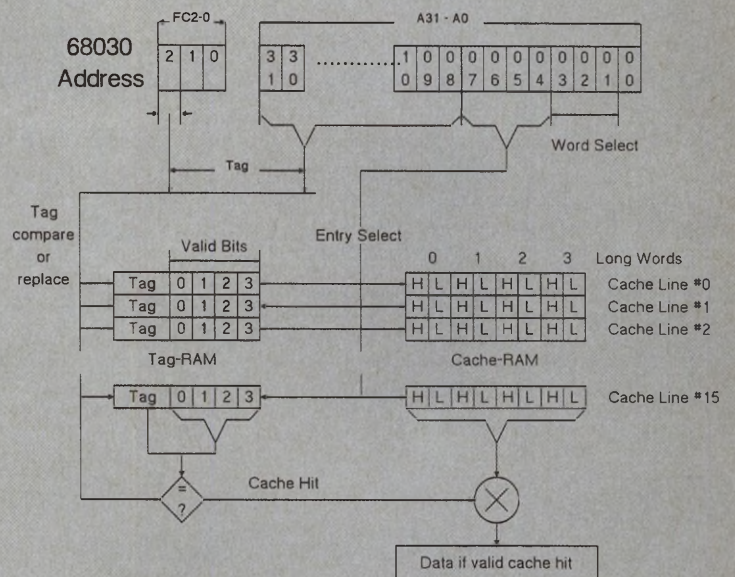 FC2-0
A31 - A0
68030
Address
2 1 0
3 3 1 0 0 0 0 0 0 0 0 0 0
1 0 0 9 8 7 6 5 4 3 2 1 0
Word Select
Tag
Tag
compare
or
replace
Valid Bits
Entry Select
0 1 2 3 Long Words
Tag 0 1 2 3 H L H L H L H L Cache Line #0
Tag 0 1 2 3 H L H L H L H L Cache Line #1
Tag 0 1 2 3 H L H L H L H L Cache Line #2
Tag-RAM
Cache-RAM
Tag 0 1 2 3 H L H L H L H L Cache Line #15
= ?
Cache Hit
Data if valid cache hit